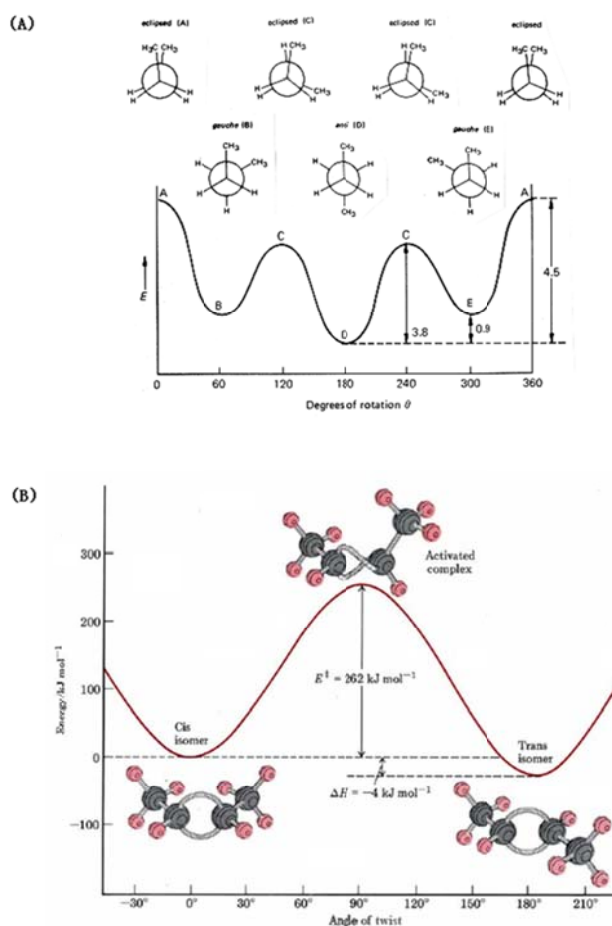 (A)
eclipsed (A)
eclipsed (C)
eclipsed (C)
eclipsed
H₃C CH₃
H CH₃
H CH₃
H₃C CH₃
H H H H
H CH₃ H
H CH₃ H
H H H H
gauche (B)
anti (D)
gauche (E)
CH₃
CH₃
CH₃
H CH₃
H H
CH₃ H
H H
H H
H H
H
CH₃
H
A
C
C
A
B
D
E
E
4.5
3.8
0.9
0
60
120
180
240
300
360
Degrees of rotation θ
(B)
Activated
complex
300
200
100
0
−100
Energy/kJ mol⁻¹
E‡ = 262 kJ mol⁻¹
Cis
isomer
Trans
isomer
ΔH = −4 kJ mol⁻¹
−30° 0° 30° 60° 90° 120° 150° 180° 210°
Angle of twist